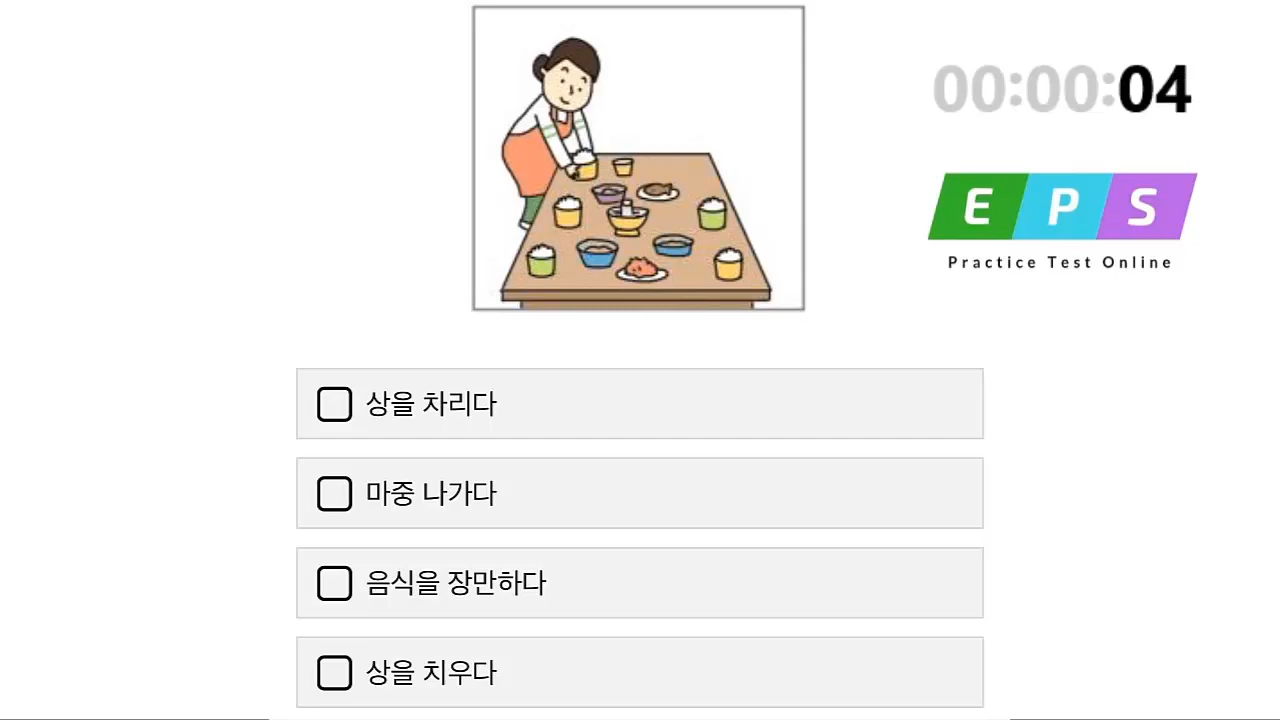 00:00:04
E P S
Practice Test Online
상을 차리다
마중 나가다
음식을 장만하다
상을 치우다